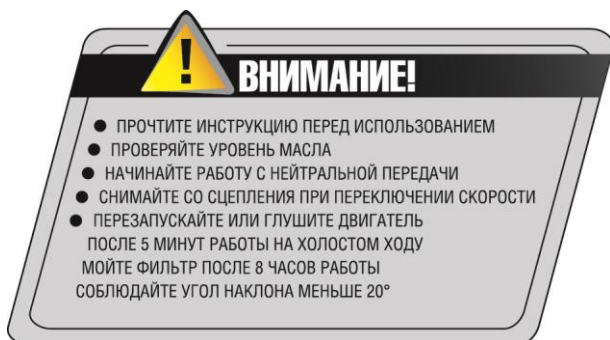 !
ВНИМАНИЕ!
● ПРОЧТИТЕ ИНСТРУКЦИЮ ПЕРЕД ИСПОЛЬЗОВАНИЕМ
● ПРОВЕРЯЙТЕ УРОВЕНЬ МАСЛА
● НАЧИНАЙТЕ РАБОТУ С НЕЙТРАЛЬНОЙ ПЕРЕДАЧИ
● СНИМАЙТЕ СО СЦЕПЛЕНИЯ ПРИ ПЕРЕКЛЮЧЕНИИ СКОРОСТИ
● ПЕРЕЗАПУСКАЙТЕ ИЛИ ГЛУШИТЕ ДВИГАТЕЛЬ
ПОСЛЕ 5 МИНУТ РАБОТЫ НА ХОЛОСТОМ ХОДУ
МОЙТЕ ФИЛЬТР ПОСЛЕ 8 ЧАСОВ РАБОТЫ
СОБЛЮДАЙТЕ УГОЛ НАКЛОНА МЕНЬШЕ 20°